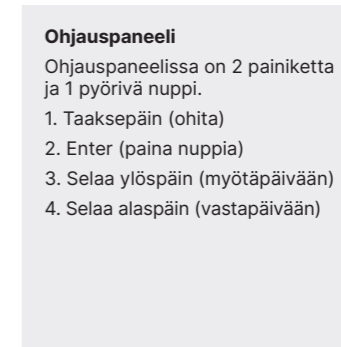 Ohjauspaneeli
Ohjauspaneelissa on 2 painiketta
ja 1 pyörivä nuppi.
1. Taaksepäin (ohita)
2. Enter (paina nuppia)
3. Selaa ylöspäin (myötäpäivään)
4. Selaa alaspäin (vastapäivään)